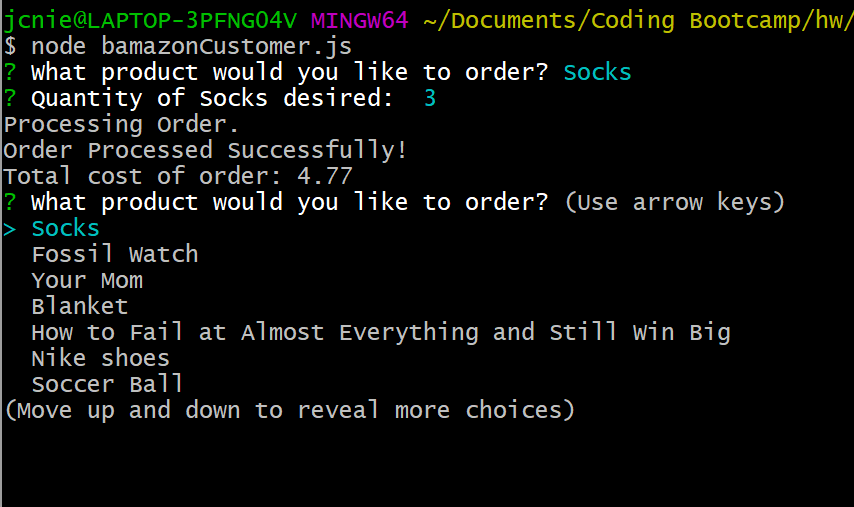 jcnie@LAPTOP-3PFNG04V MINGW64 ~/Documents/Coding Bootcamp/hw/
$ node bamazonCustomer.js
? What product would you like to order? Socks
? Quantity of Socks desired:  3
Processing Order.
Order Processed Successfully!
Total cost of order: 4.77
? What product would you like to order? (Use arrow keys)
> Socks
  Fossil Watch
  Your Mom
  Blanket
  How to Fail at Almost Everything and Still Win Big
  Nike shoes
  Soccer Ball
(Move up and down to reveal more choices)